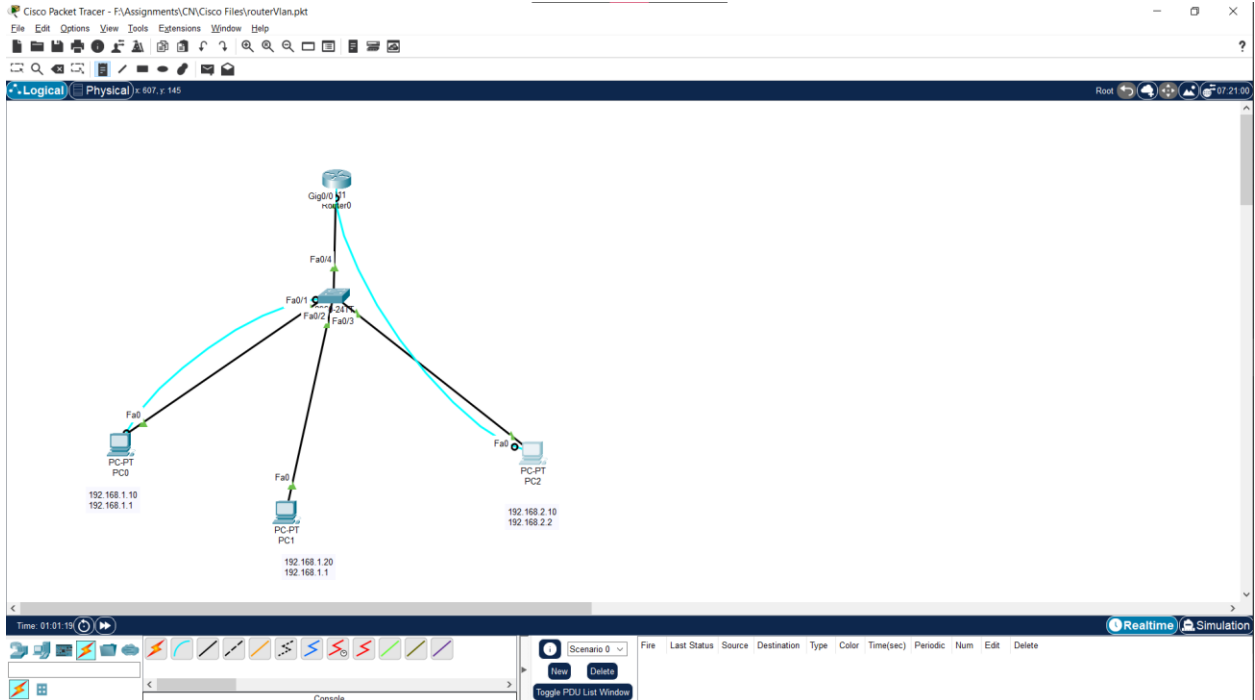 Cisco Packet Tracer - F:\Assignments\CN\Cisco Files\routerVlan.pkt
File Edit Options View Tools Extensions Window Help
?
Logical Physical x: 607, y: 145
Root 07:21:00
Gig0/0
Router0
Fa0/4
Fa0/1
Fa0/2 Fa0/3
Fa0
PC-PT
PC0
192.168.1.10
192.168.1.1
Fa0
PC-PT
PC1
192.168.1.20
192.168.1.1
Fa0
PC-PT
PC2
192.168.2.10
192.168.2.2
Time: 01:01:19
Realtime Simulation
Scenario 0
New Delete
Toggle PDU List Window
Fire Last Status Source Destination Type Color Time(sec) Periodic Num Edit Delete
Console